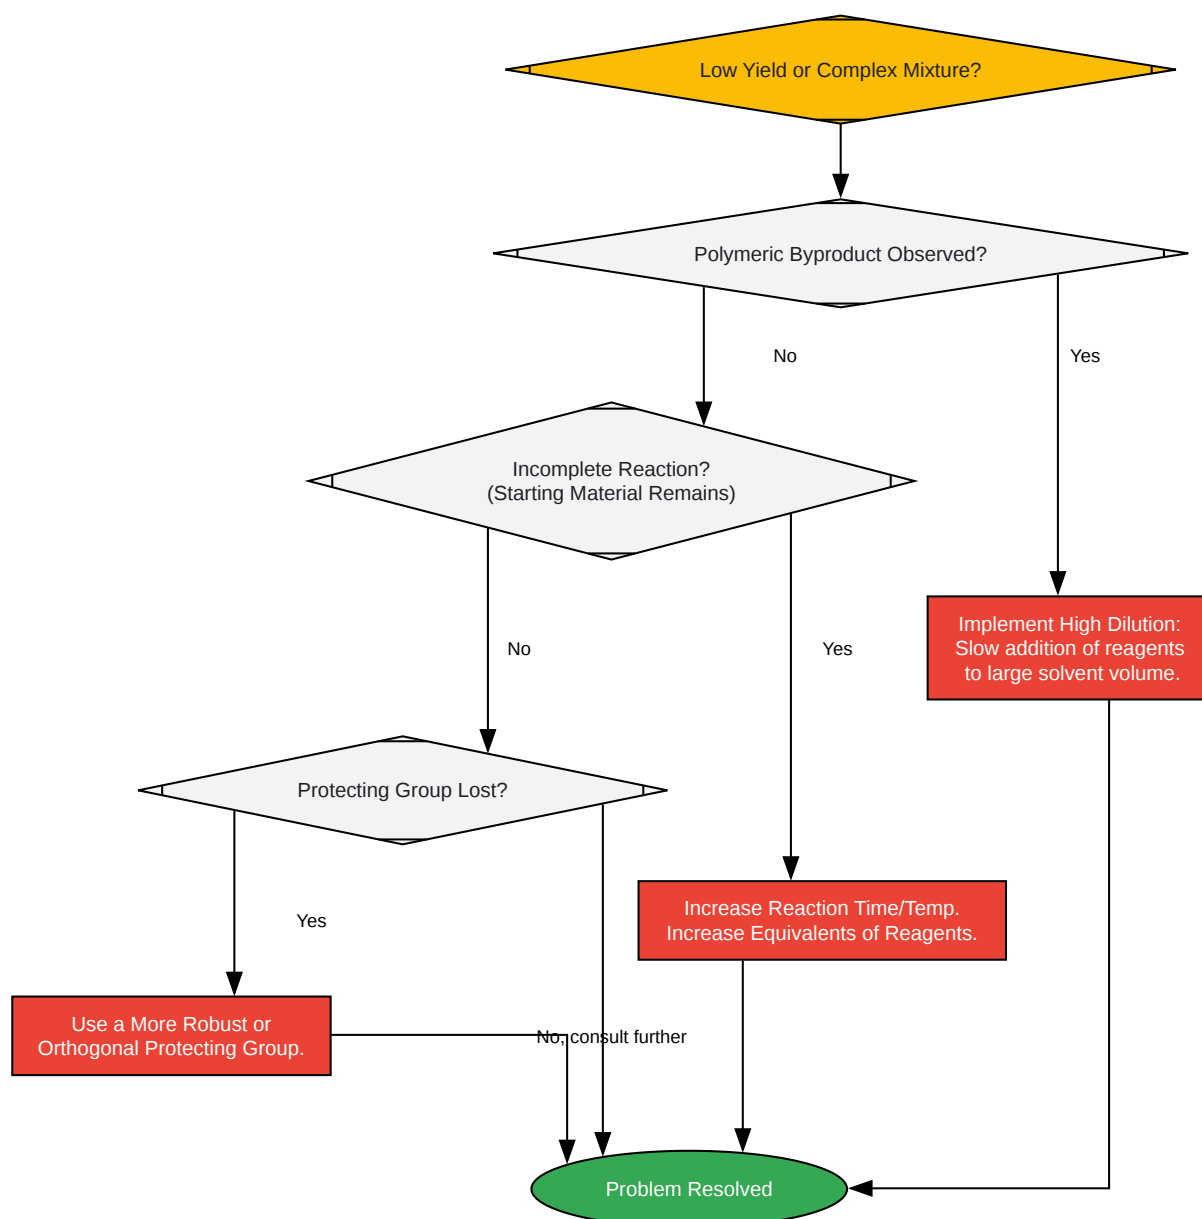 Low Yield or Complex Mixture?
Polymeric Byproduct Observed?
No
Yes
Incomplete Reaction?
(Starting Material Remains)
Implement High Dilution:
Slow addition of reagents
to large solvent volume.
No
Yes
Protecting Group Lost?
Increase Reaction Time/Temp.
Increase Equivalents of Reagents.
Yes
Use a More Robust or
Orthogonal Protecting Group.
No, consult further
Problem Resolved